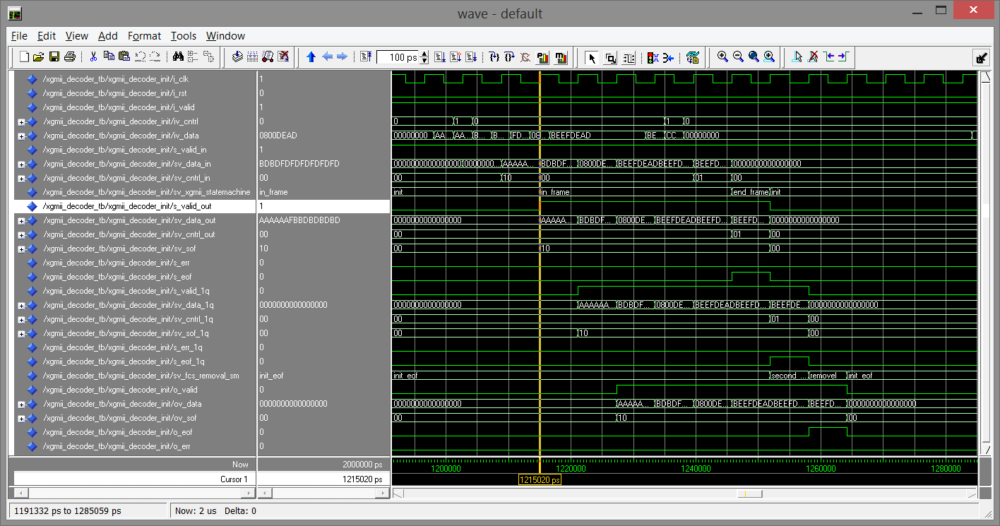 wave - default
File Edit View Add Format Tools Window
100 ps
/xgmii_decoder_tb/xgmii_decoder_init/i_clk 1
/xgmii_decoder_tb/xgmii_decoder_init/i_rst 0
/xgmii_decoder_tb/xgmii_decoder_init/i_valid 1
/xgmii_decoder_tb/xgmii_decoder_init/iv_cntrl 0 0 1 0 1 0
/xgmii_decoder_tb/xgmii_decoder_init/iv_data 0800DEAD 00000000 AA... AA... B... B... FD... 08... BEEFDEAD BE... CC... 00000000
/xgmii_decoder_tb/xgmii_decoder_init/s_valid_in 1
/xgmii_decoder_tb/xgmii_decoder_init/sv_data_in BDBDFDFDFDFDFDFD 0000000000000000 0000000... AAAAA... BDBDF... 0800DE... BEEFDEADBEEFD... BEEFD... 0000000000000000
/xgmii_decoder_tb/xgmii_decoder_init/sv_cntrl_in 00 00 10 00 01 00
/xgmii_decoder_tb/xgmii_decoder_init/sv_xgmii_statemachine in_frame init in_frame end_frame init
/xgmii_decoder_tb/xgmii_decoder_init/s_valid_out 1
/xgmii_decoder_tb/xgmii_decoder_init/sv_data_out AAAAAAFBBDBDBDBD 0000000000000000 AAAAA... BDBDF... 0800DE... BEEFDEADBEEFD... BEEFD... 0000000000000000
/xgmii_decoder_tb/xgmii_decoder_init/sv_cntrl_out 00 00 01 00
/xgmii_decoder_tb/xgmii_decoder_init/sv_sof 10 00 10 00
/xgmii_decoder_tb/xgmii_decoder_init/s_err 0
/xgmii_decoder_tb/xgmii_decoder_init/s_eof 0
/xgmii_decoder_tb/xgmii_decoder_init/s_valid_1q 0
/xgmii_decoder_tb/xgmii_decoder_init/sv_data_1q 0000000000000000 0000000000000000 AAAAAA... BDBDF... 0800DE... BEEFDEADBEEFD... BEEFDE... 0000000000000000
/xgmii_decoder_tb/xgmii_decoder_init/sv_cntrl_1q 00 00 01 00
/xgmii_decoder_tb/xgmii_decoder_init/sv_sof_1q 00 00 10 00
/xgmii_decoder_tb/xgmii_decoder_init/s_err_1q 0
/xgmii_decoder_tb/xgmii_decoder_init/s_eof_1q 0
/xgmii_decoder_tb/xgmii_decoder_init/sv_fcs_removal_sm init_eof init_eof second_... removel init_eof
/xgmii_decoder_tb/xgmii_decoder_init/o_valid 0
/xgmii_decoder_tb/xgmii_decoder_init/ov_data 0000000000000000 0000000000000000 AAAAA... BDBDF... 0800DE... BEEFDEADBEEFD... BEEFD... 0000000000000000
/xgmii_decoder_tb/xgmii_decoder_init/ov_sof 00 00 10 00
/xgmii_decoder_tb/xgmii_decoder_init/o_eof 0
/xgmii_decoder_tb/xgmii_decoder_init/o_err 0
Now 2000000 ps 1200000 1220000 1240000 1260000 1280000
Cursor 1 1215020 ps 1215020 ps
1191332 ps to 1285059 ps Now: 2 us Delta: 0